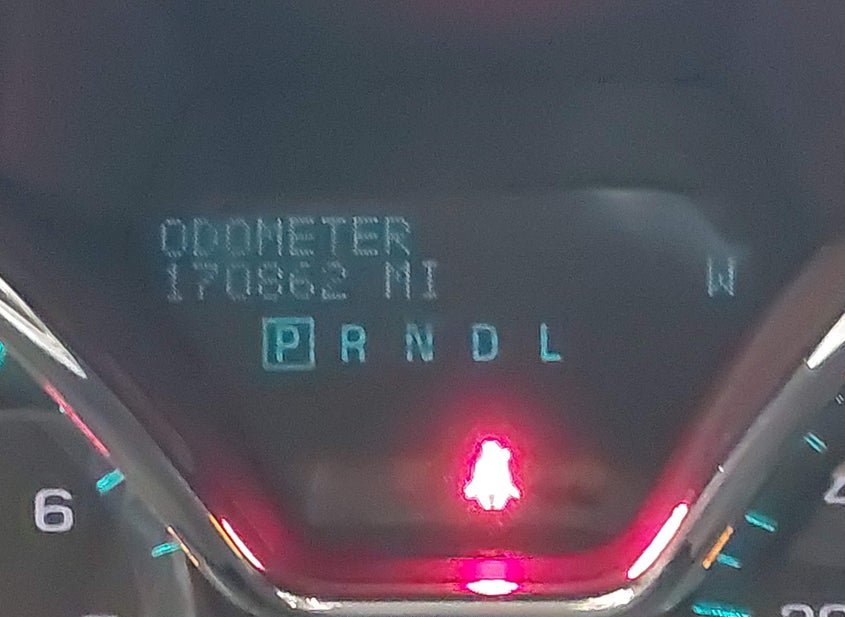 ODOMETER
170862 MI W
P R N D L
6